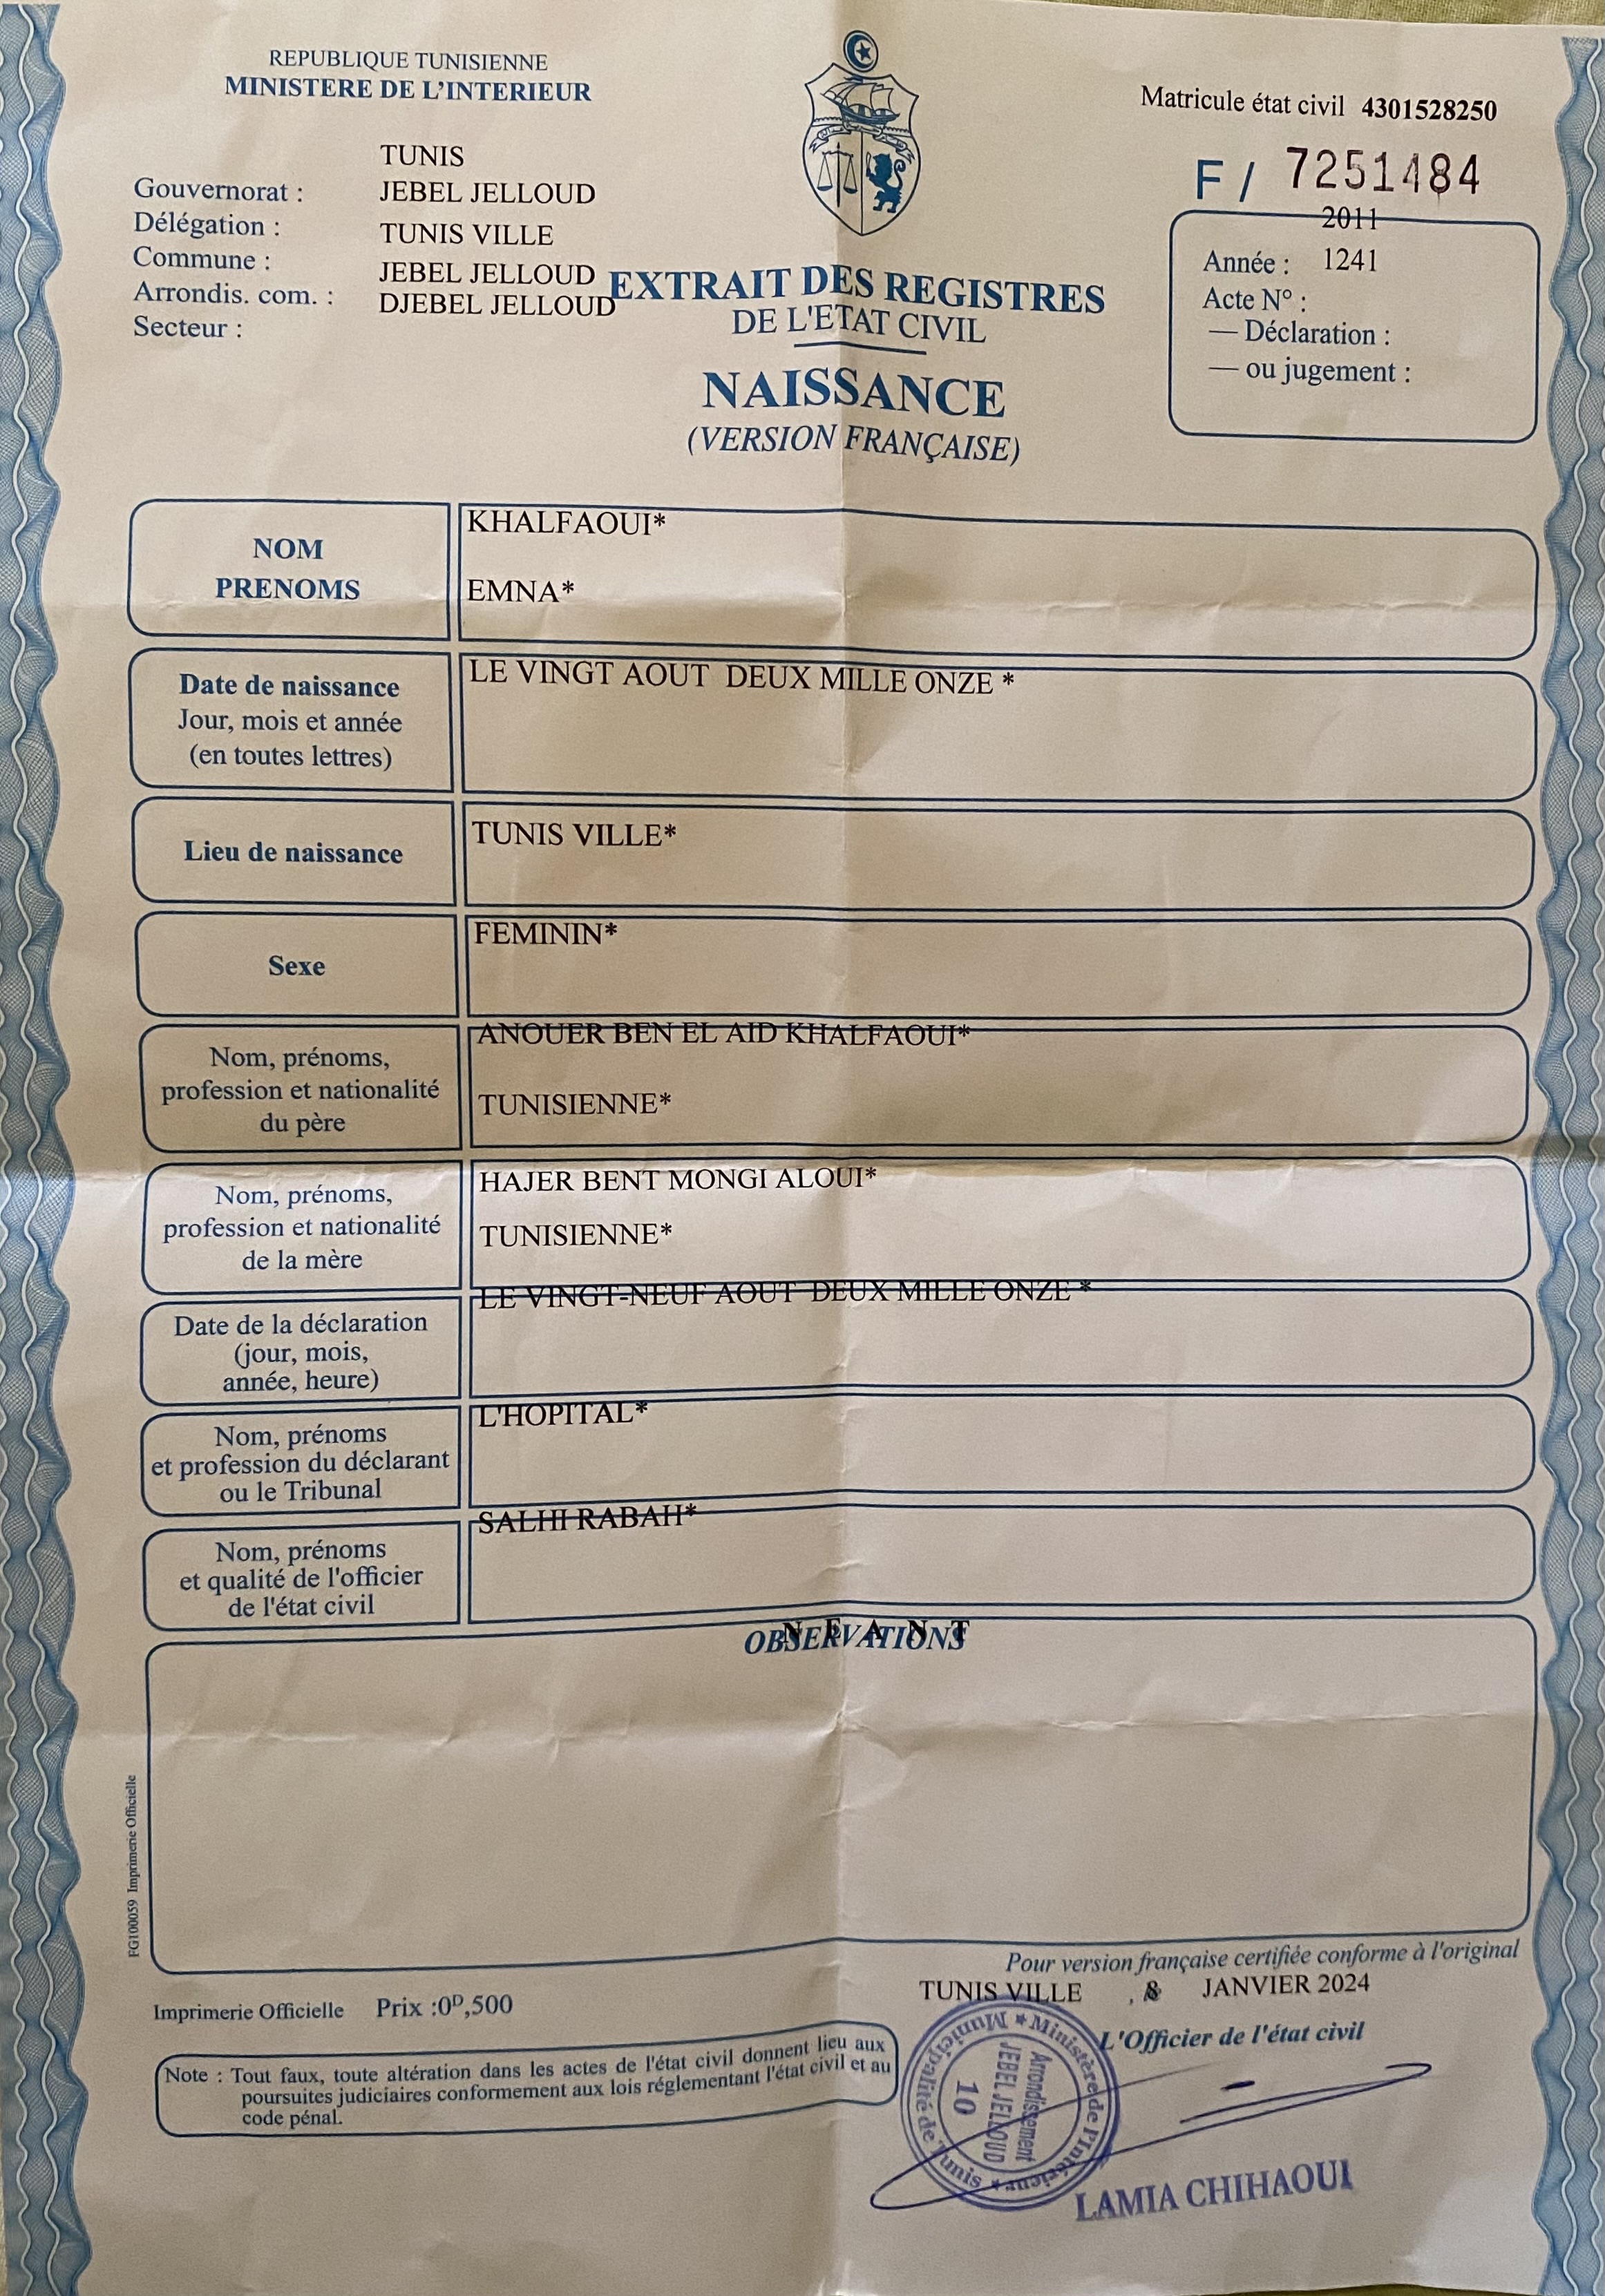 REPUBLIQUE TUNISIENNE
MINISTERE DE L'INTERIEUR
Matricule état civil 4301528250
F / 7251484
TUNIS
Gouvernorat : JEBEL JELLOUD
Délégation : TUNIS VILLE
Commune : JEBEL JELLOUD
Arrondis. com. : DJEBEL JELLOUD
Secteur :
2011
Année : 1241
Acte N° :
— Déclaration :
— ou jugement :
EXTRAIT DES REGISTRES
DE L'ETAT CIVIL
NAISSANCE
(VERSION FRANÇAISE)
NOM
PRENOMS
KHALFAOUI*
EMNA*
Date de naissance
Jour, mois et année
(en toutes lettres)
LE VINGT AOUT DEUX MILLE ONZE *
Lieu de naissance
TUNIS VILLE*
Sexe
FEMININ*
Nom, prénoms,
profession et nationalité
du père
ANOUER BEN EL AID KHALFAOUI*
TUNISIENNE*
Nom, prénoms,
profession et nationalité
de la mère
HAJER BENT MONGI ALOUI*
TUNISIENNE*
Date de la déclaration
(jour, mois,
année, heure)
LE VINGT-NEUF AOUT DEUX MILLE ONZE *
Nom, prénoms
et profession du déclarant
ou le Tribunal
L'HOPITAL*
Nom, prénoms
et qualité de l'officier
de l'état civil
SALHI RABAH*
N E A N T
OBSERVATIONS
FG100059 Imprimerie Officielle
Pour version française certifiée conforme à l'original
TUNIS VILLE , 8 JANVIER 2024
L'Officier de l'état civil
Imprimerie Officielle Prix :0D,500
Note : Tout faux, toute altération dans les actes de l'état civil donnent lieu aux
poursuites judiciaires conformement aux lois réglementant l'état civil et au
code pénal.
Ministère de l'Intérieur * Municipalité de Tunis *
Arrondissement
JEBEL JELLOUD
10
LAMIA CHIHAOUI